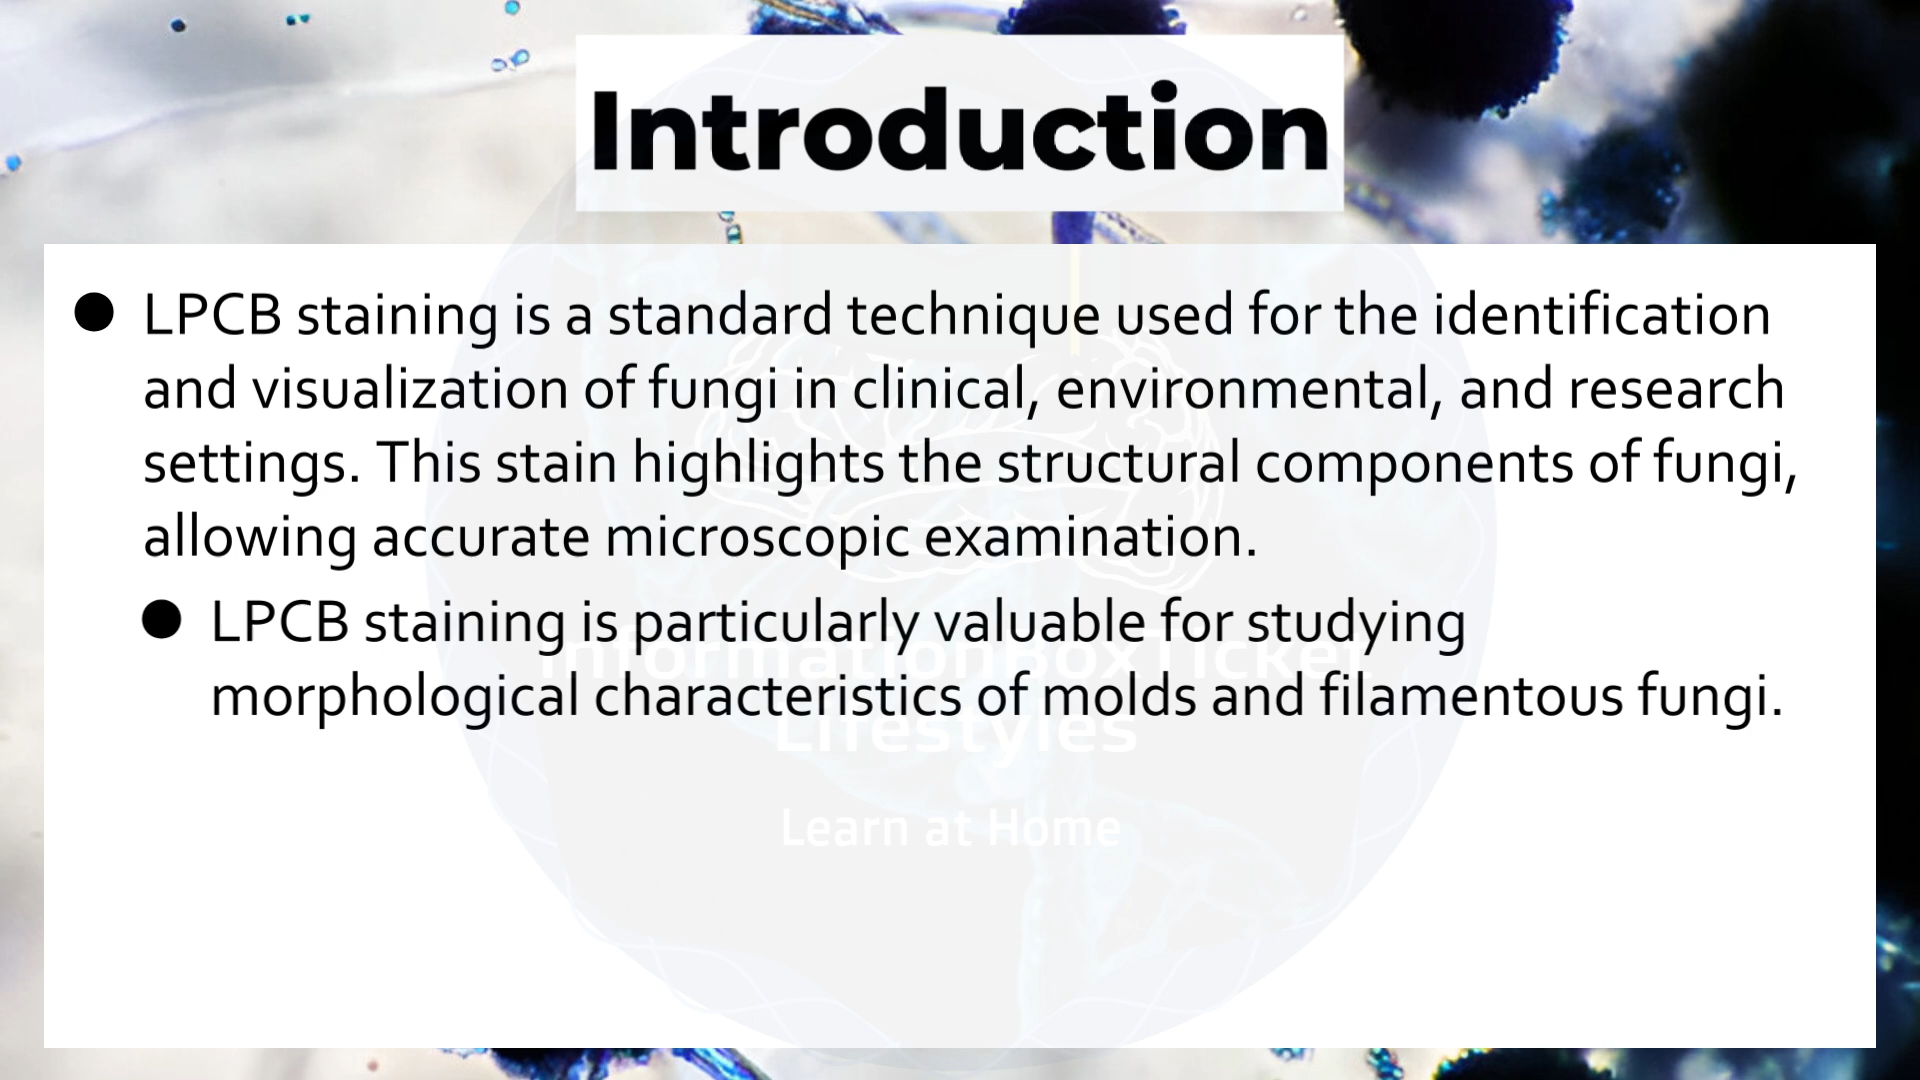 Introduction
● LPCB staining is a standard technique used for the identification
and visualization of fungi in clinical, environmental, and research
settings. This stain highlights the structural components of fungi,
allowing accurate microscopic examination.
● LPCB staining is particularly valuable for studying
morphological characteristics of molds and filamentous fungi.
InformationBoxTicket
Lifestyles
Learn at Home